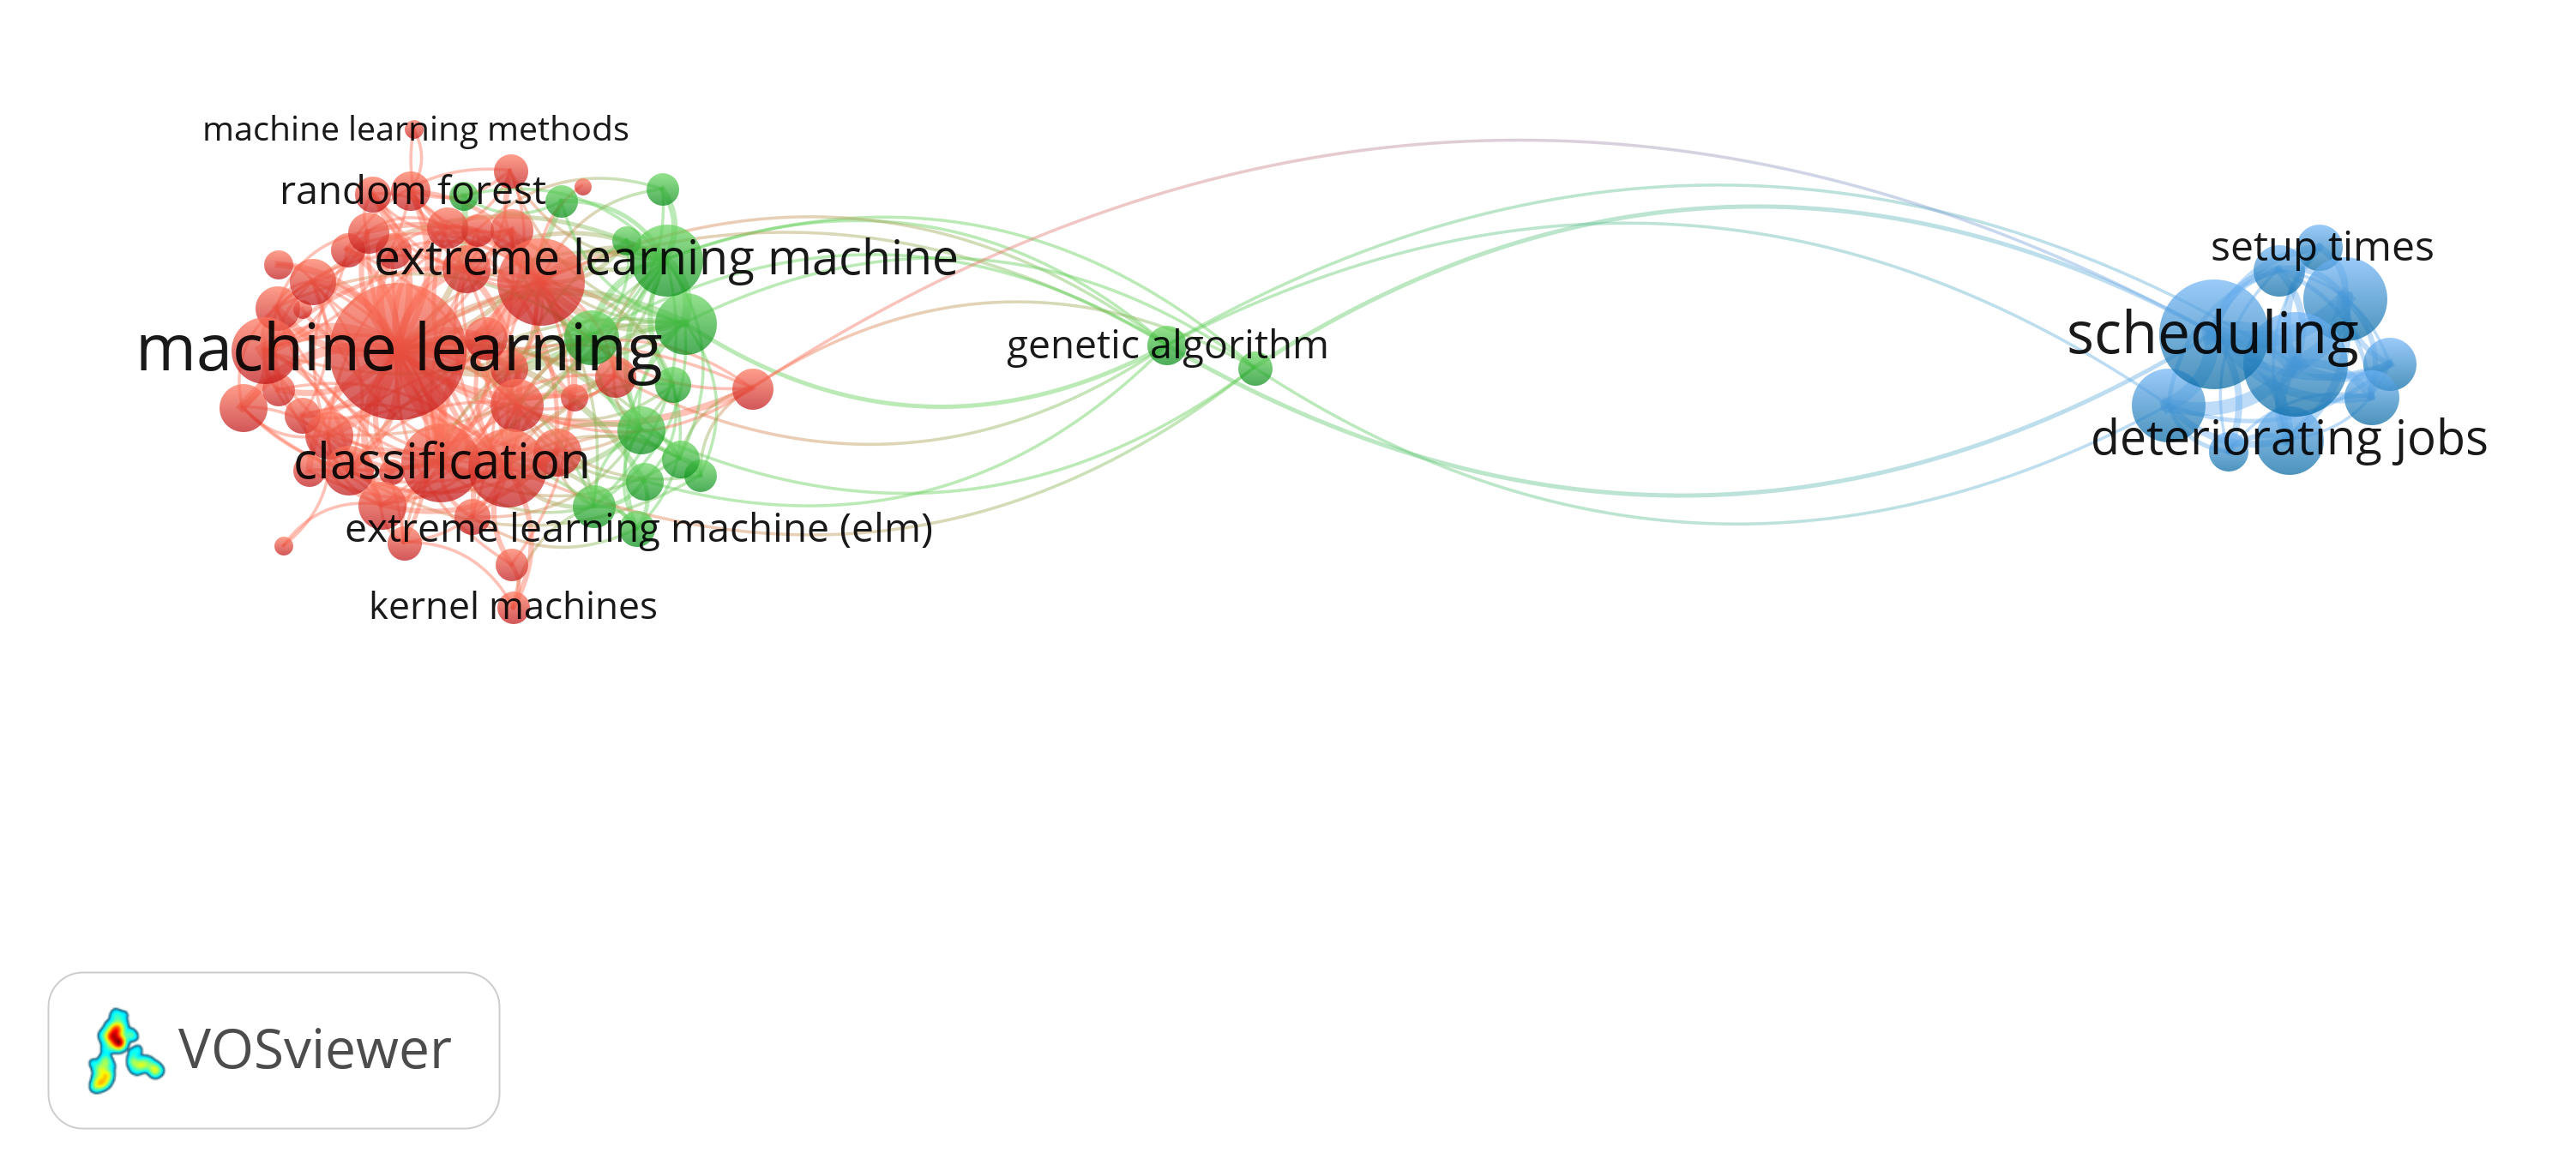 machine learning methods
random forest
extreme learning machine
machine learning
classification
extreme learning machine (elm)
kernel machines
genetic algorithm
setup times
scheduling
deteriorating jobs
VOSviewer